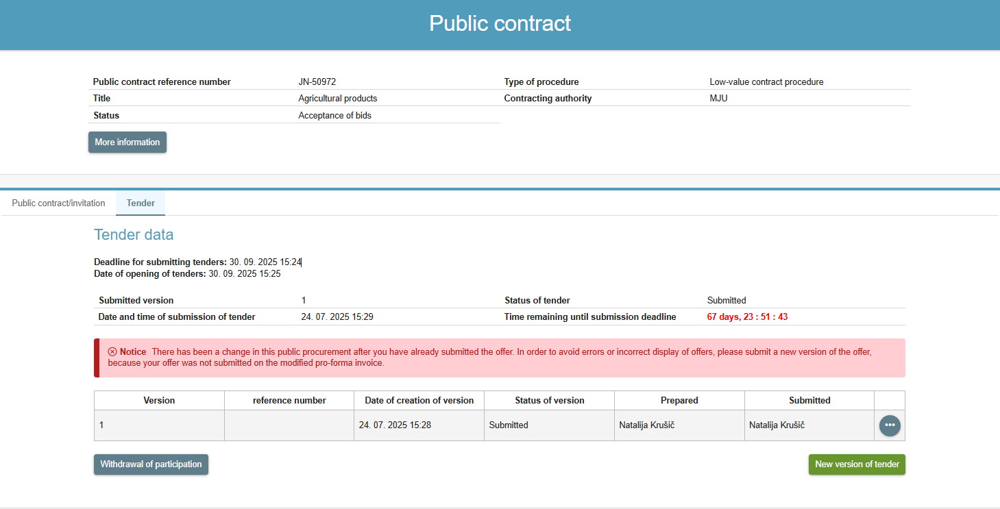 Public contract
Public contract reference number JN-50972 Type of procedure Low-value contract procedure
Title Agricultural products Contracting authority MJU
Status Acceptance of bids
More information
Public contract/invitation Tender
Tender data
Deadline for submitting tenders: 30. 09. 2025 15:24
Date of opening of tenders: 30. 09. 2025 15:25
Submitted version 1 Status of tender Submitted
Date and time of submission of tender 24. 07. 2025 15:29 Time remaining until submission deadline 67 days, 23 : 51 : 43
Notice There has been a change in this public procurement after you have already submitted the offer. In order to avoid errors or incorrect display of offers, please submit a new version of the offer,
because your offer was not submitted on the modified pro-forma invoice.
Version reference number Date of creation of version Status of version Prepared Submitted
1 24. 07. 2025 15:28 Submitted Natalija Krušič Natalija Krušič
Withdrawal of participation New version of tender